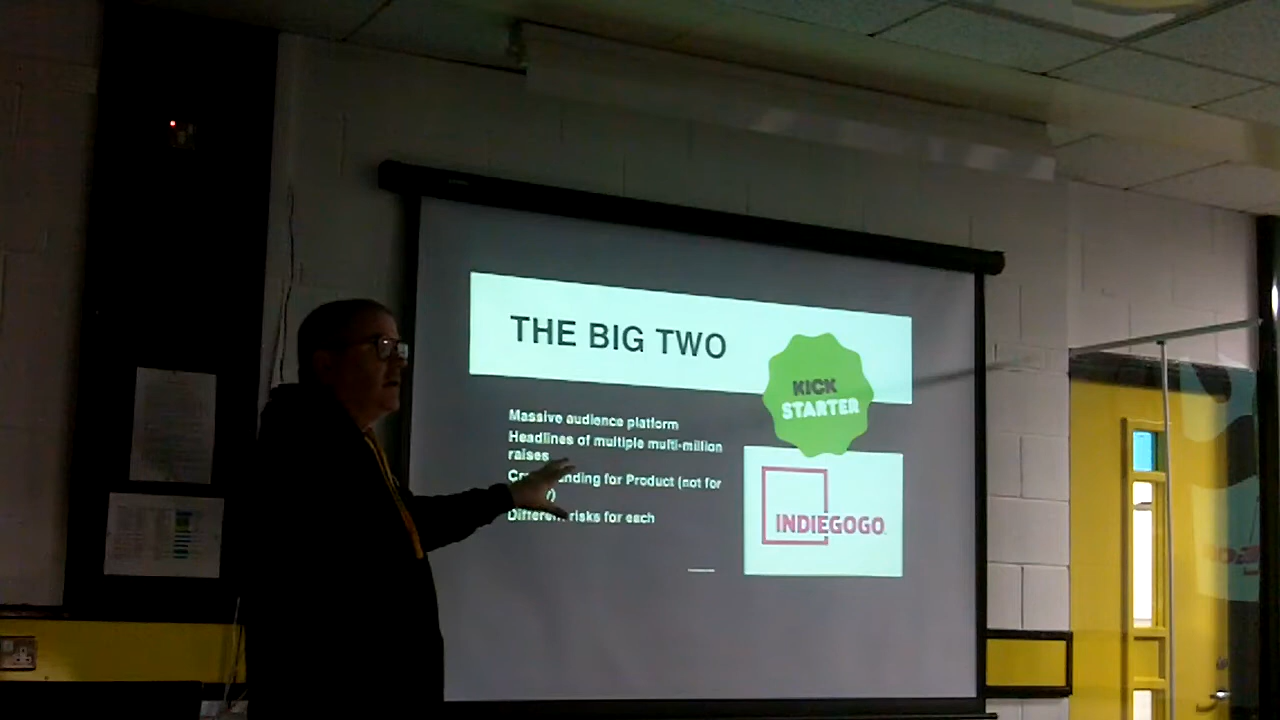 THE BIG TWO
KICK
STARTER
Massive audience platform
Headlines of multiple multi-million
raises
for Product (not for
Different risks for each
INDIEGOGO